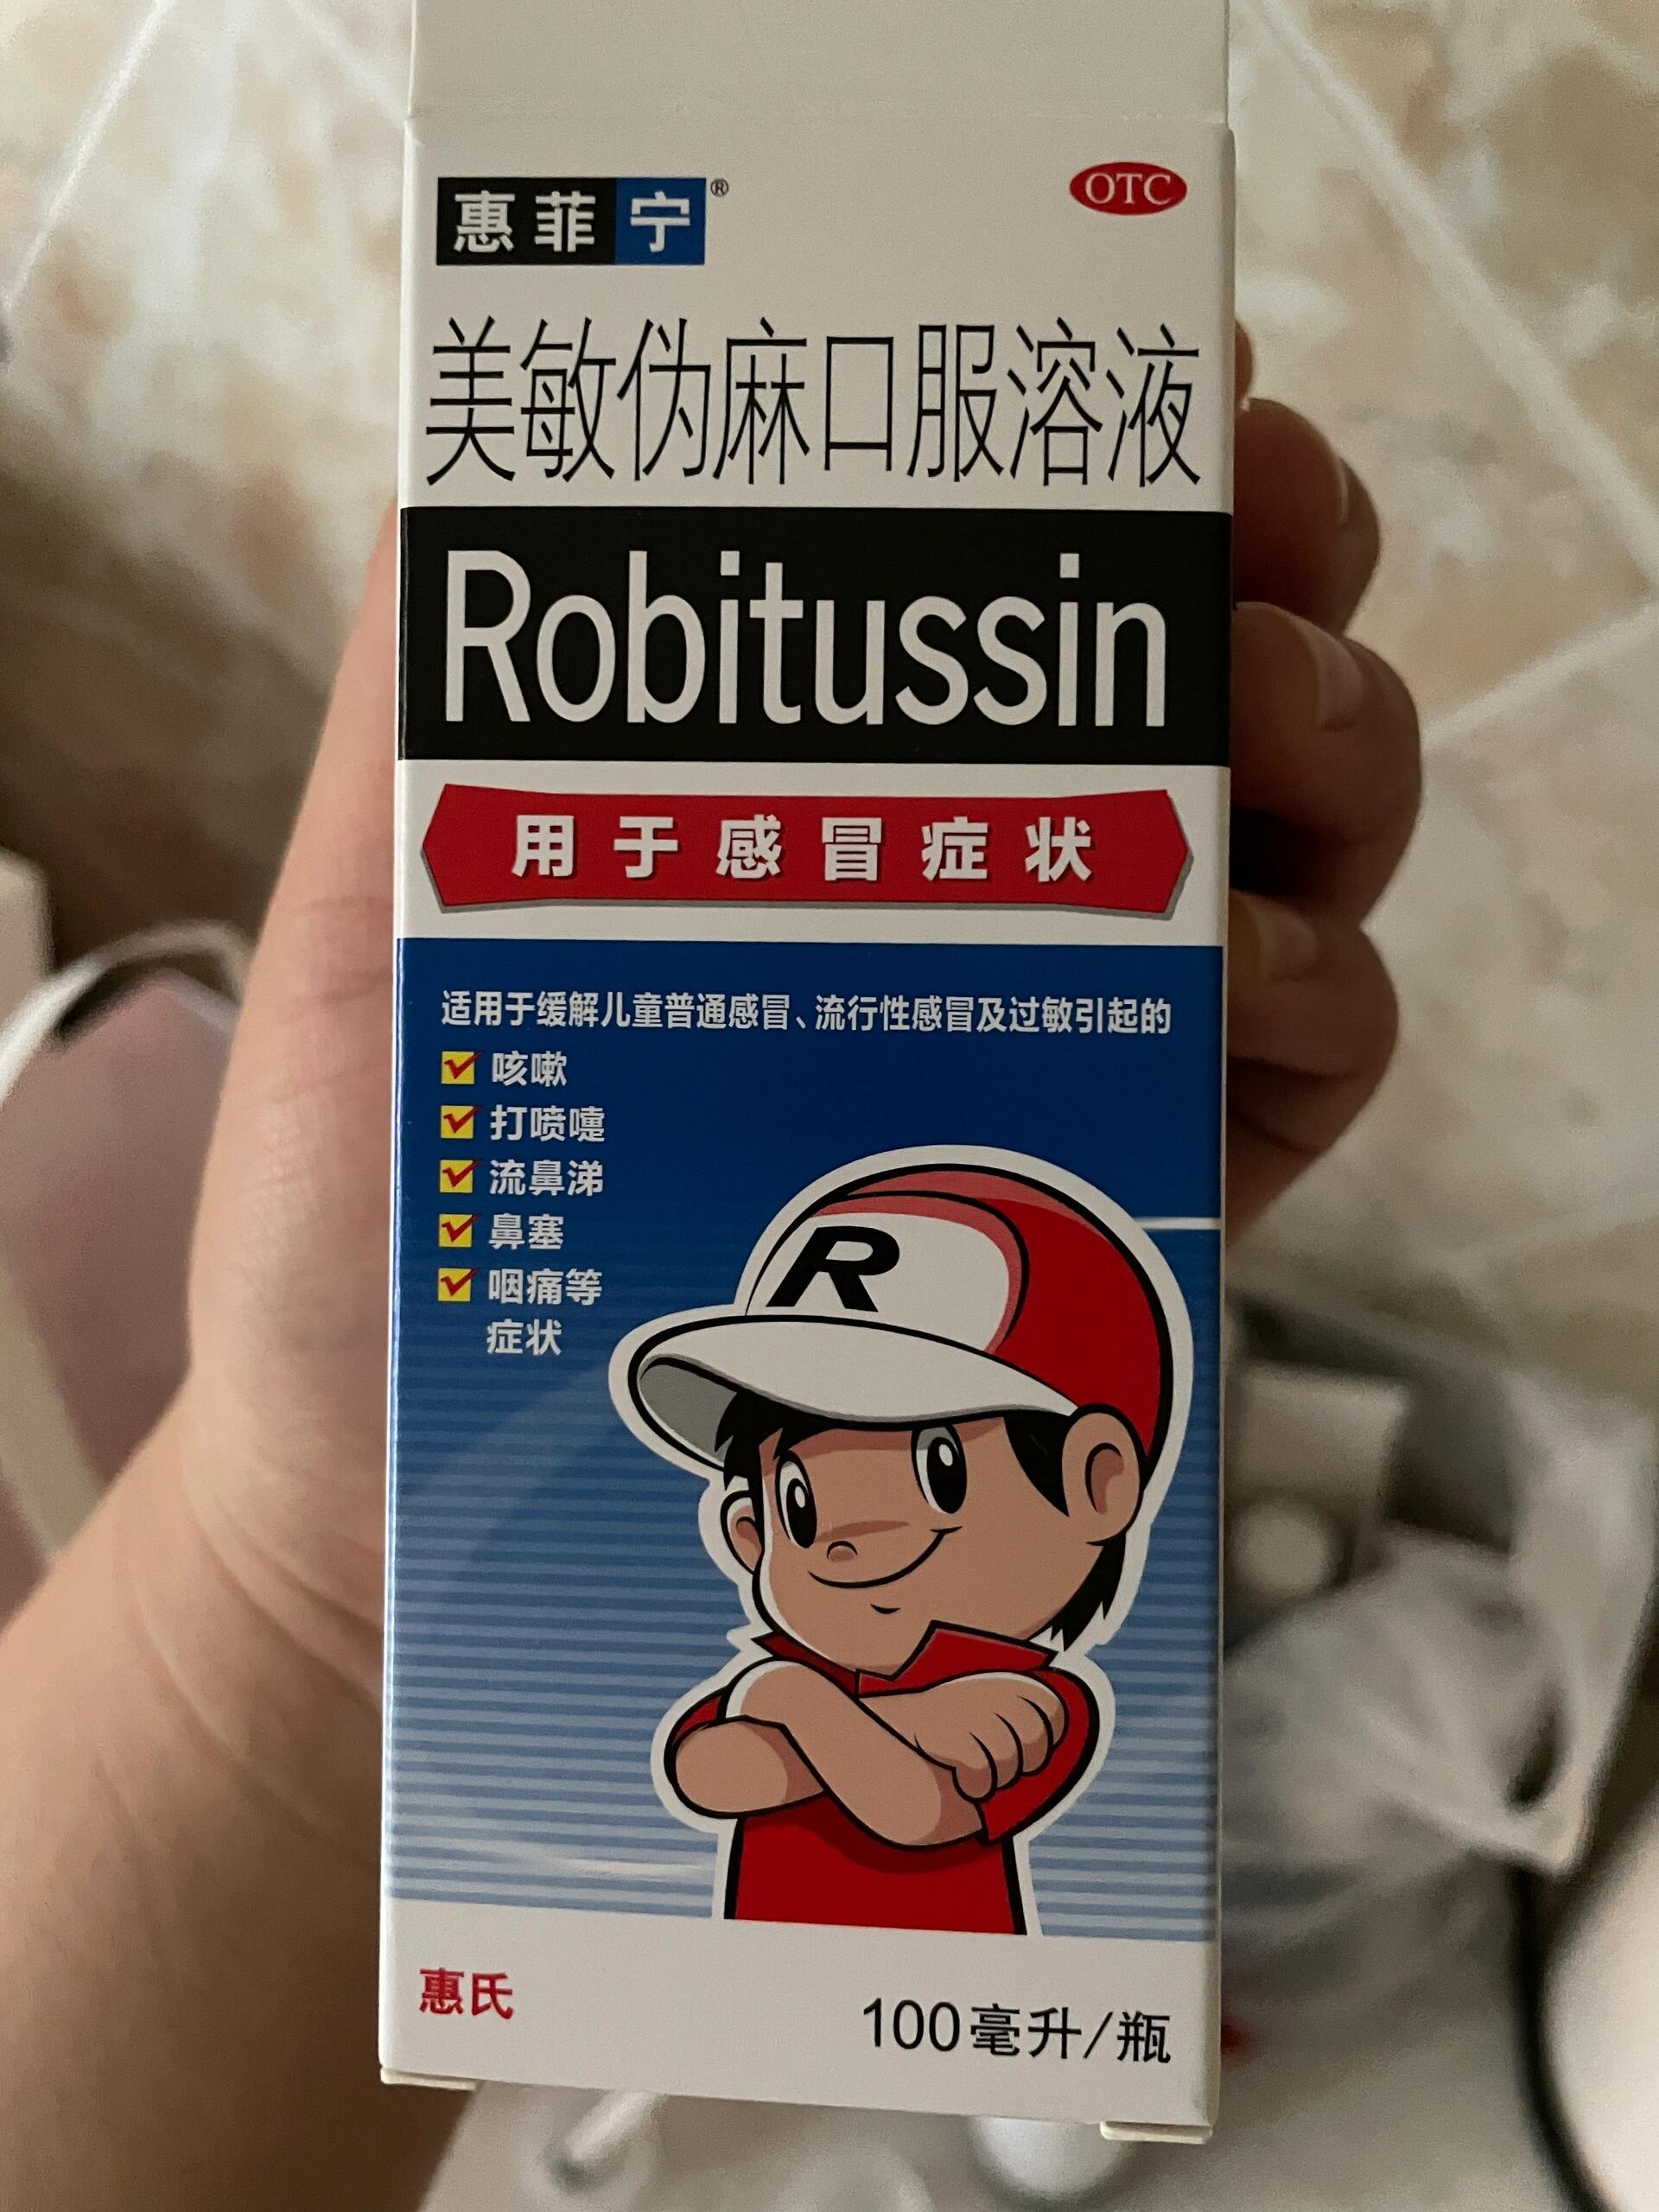 惠菲宁®
OTC
美敏伪麻口服溶液
Robitussin
用于感冒症状
适用于缓解儿童普通感冒、流行性感冒及过敏引起的
咳嗽
打喷嚏
流鼻涕
鼻塞
咽痛等
症状
R
惠氏
100毫升/瓶